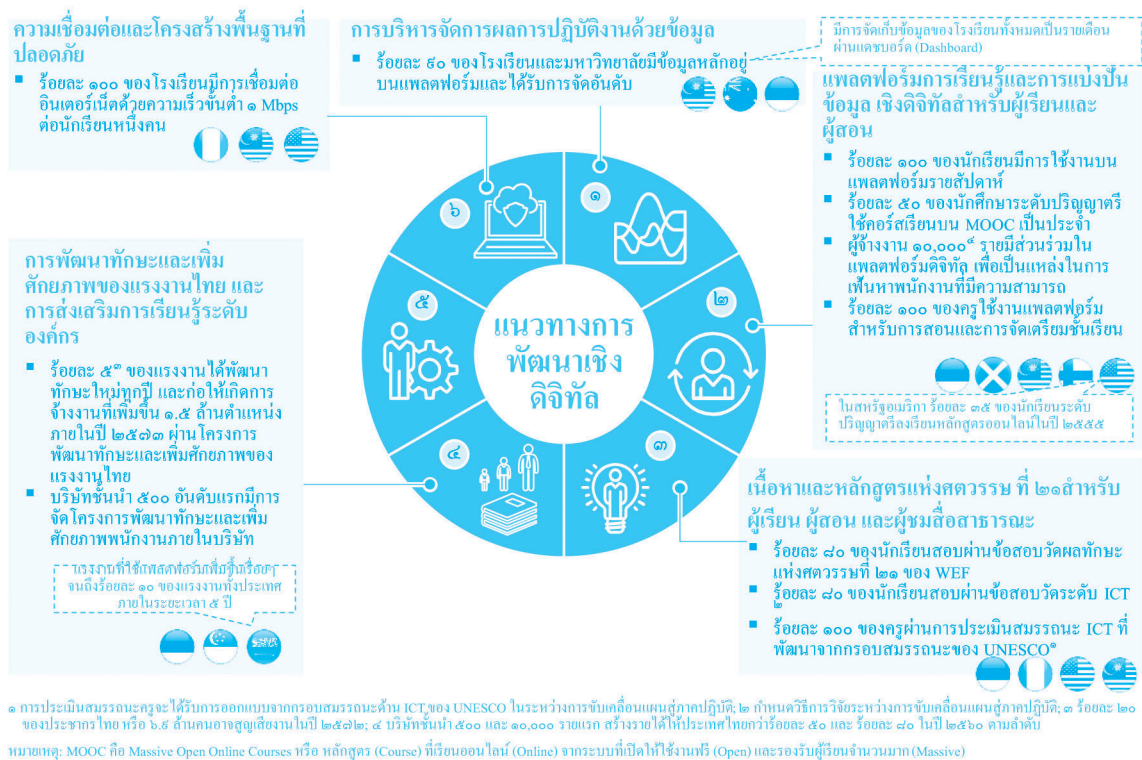 ความเชื่อมต่อและโครงสร้างพื้นฐานที่
ปลอดภัย
▪ ร้อยละ ๑๐๐ ของโรงเรียนมีการเชื่อมต่อ
อินเตอร์เน็ตด้วยความเร็วขั้นต่ำ ๑ Mbps
ต่อนักเรียนหนึ่งคน
การบริหารจัดการผลการปฏิบัติงานด้วยข้อมูล
▪ ร้อยละ ๙๐ ของโรงเรียนและมหาวิทยาลัยมีข้อมูลหลักอยู่
บนแพลตฟอร์มและได้รับการจัดอันดับ
มีการจัดเก็บข้อมูลของโรงเรียนทั้งหมดเป็นรายเดือน
ผ่านแดชบอร์ด (Dashboard)
แพลตฟอร์มการเรียนรู้และการแบ่งปัน
ข้อมูล เชิงดิจิทัลสำหรับผู้เรียนและ
ผู้สอน
▪ ร้อยละ ๑๐๐ ของนักเรียนมีการใช้งานบน
แพลตฟอร์มรายสัปดาห์
▪ ร้อยละ ๕๐ ของนักศึกษาระดับปริญญาตรี
ใช้คอร์สเรียนบน MOOC เป็นประจำ
▪ ผู้จ้างงาน ๑๐,๐๐๐๔ รายมีส่วนร่วมใน
แพลตฟอร์มดิจิทัล เพื่อเป็นแหล่งในการ
เฟ้นหาพนักงานที่มีความสามารถ
▪ ร้อยละ ๑๐๐ ของครูใช้งานแพลตฟอร์ม
สำหรับการสอนและการจัดเตรียมชั้นเรียน
ในสหรัฐอเมริกา ร้อยละ ๓๕ ของนักเรียนระดับ
ปริญญาตรีลงเรียนหลักสูตรออนไลน์ในปี ๒๕๕๕
๖
๑
๕
๒
๔
๓
แนวทางการ
พัฒนาเชิง
ดิจิทัล
การพัฒนาทักษะและเพิ่ม
ศักยภาพของแรงงานไทย และ
การส่งเสริมการเรียนรู้ระดับ
องค์กร
▪ ร้อยละ ๕๓ ของแรงงานได้พัฒนา
ทักษะใหม่ทุกปี และก่อให้เกิดการ
จ้างงานที่เพิ่มขึ้น ๑.๕ ล้านตำแหน่ง
ภายในปี ๒๕๗๓ ผ่านโครงการ
พัฒนาทักษะและเพิ่มศักยภาพของ
แรงงานไทย
▪ บริษัทชั้นนำ ๕๐๐ อันดับแรกมีการ
จัดโครงการพัฒนาทักษะและเพิ่ม
ศักยภาพพนักงานภายในบริษัท
แรงงานที่ใช้แพลตฟอร์มเพิ่มขึ้นเรื่อยๆ
จนถึงร้อยละ ๑๐ ของแรงงานทั้งประเทศ
ภายในระยะเวลา ๕ ปี
เนื้อหาและหลักสูตรแห่งศตวรรษ ที่ ๒๑สำหรับ
ผู้เรียน ผู้สอน และผู้ชมสื่อสาธารณะ
▪ ร้อยละ ๘๐ ของนักเรียนสอบผ่านข้อสอบวัดผลทักษะ
แห่งศตวรรษที่ ๒๑ ของ WEF
▪ ร้อยละ ๘๐ ของนักเรียนสอบผ่านข้อสอบวัดระดับ ICT
๒
▪ ร้อยละ ๑๐๐ ของครูผ่านการประเมินสมรรถนะ ICT ที่
พัฒนาจากกรอบสมรรถนะของ UNESCO๑
๑ การประเมินสมรรถนะครูจะได้รับการออกแบบจากกรอบสมรรถนะด้าน ICT ของ UNESCO ในระหว่างการขับเคลื่อนแผนสู่ภาคปฏิบัติ; ๒ กำหนดวิธีการวิจัยระหว่างการขับเคลื่อนแผนสู่ภาคปฏิบัติ; ๓ ร้อยละ ๒๐
ของประชากรไทย หรือ ๖.๙ ล้านคนอาจสูญเสียงานในปี ๒๕๗๒; ๔ บริษัทชั้นนำ ๕๐๐ และ ๑๐,๐๐๐ รายแรก สร้างรายได้ให้ประเทศไทยกว่าร้อยละ ๕๐ และ ร้อยละ ๘๐ ในปี ๒๕๖๐ ตามลำดับ
หมายเหตุ: MOOC คือ Massive Open Online Courses หรือ หลักสูตร (Course) ที่เรียนออนไลน์ (Online) จากระบบที่เปิดให้ใช้งานฟรี (Open) และรองรับผู้เรียนจำนวนมาก (Massive)